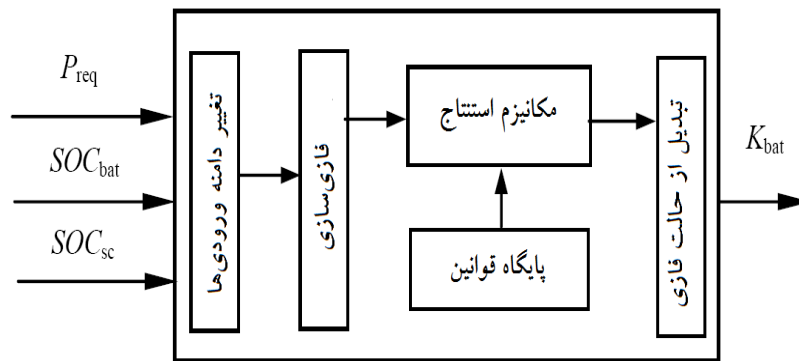 P_req
SOC_bat
SOC_sc
تغییر دامنه ورودی‌ها
فازی‌سازی
مکانیزم استنتاج
پایگاه قوانین
تبدیل از حالت فازی
K_bat